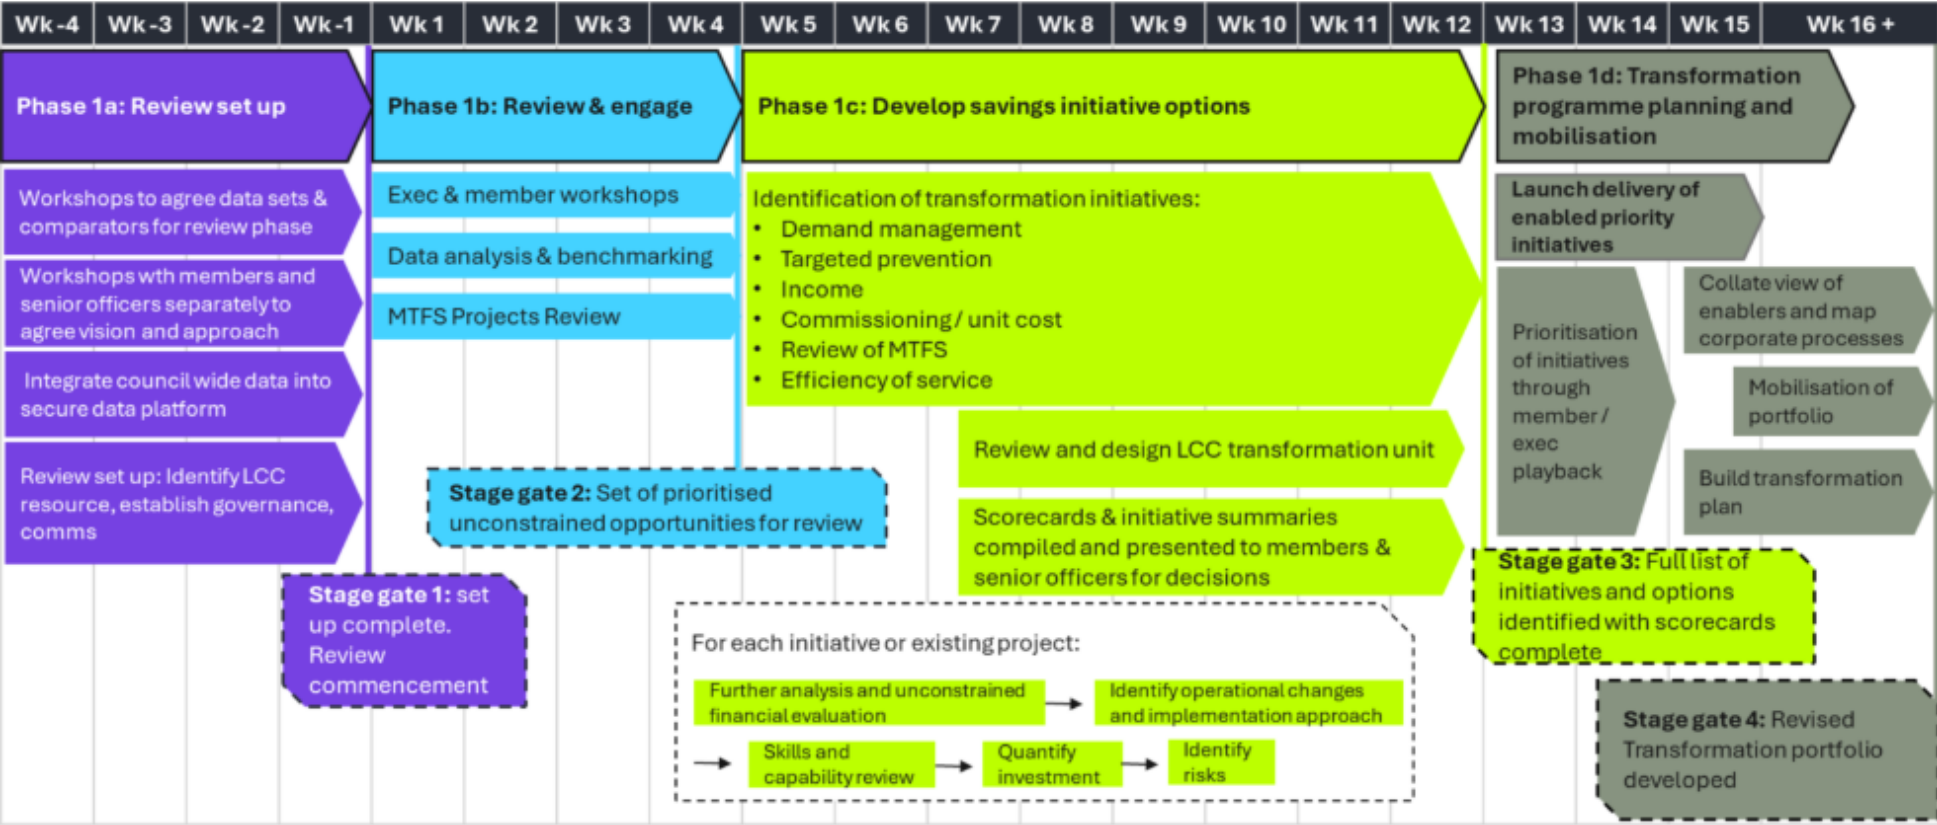 Wk -4 Wk -3 Wk -2 Wk -1 Wk 1 Wk 2 Wk 3 Wk 4 Wk 5 Wk 6 Wk 7 Wk 8 Wk 9 Wk 10 Wk 11 Wk 12 Wk 13 Wk 14 Wk 15 Wk 16 +
Phase 1a: Review set up
Workshops to agree data sets &
comparators for review phase
Workshops wth members and
senior officers separately to
agree vision and approach
Integrate council wide data into
secure data platform
Review set up: Identify LCC
resource, establish governance,
comms
Stage gate 1: set
up complete.
Review
commencement
Phase 1b: Review & engage
Exec & member workshops
Data analysis & benchmarking
MTFS Projects Review
Stage gate 2: Set of prioritised
unconstrained opportunities for review
Phase 1c: Develop savings initiative options
Identification of transformation initiatives:
• Demand management
• Targeted prevention
• Income
• Commissioning / unit cost
• Review of MTFS
• Efficiency of service
Review and design LCC transformation unit
Scorecards & initiative summaries
compiled and presented to members &
senior officers for decisions
For each initiative or existing project:
Further analysis and unconstrained
financial evaluation
Identify operational changes
and implementation approach
Skills and
capability review
Quantify
investment
Identify
risks
Phase 1d: Transformation
programme planning and
mobilisation
Launch delivery of
enabled priority
initiatives
Prioritisation
of initiatives
through
member /
exec
playback
Collate view of
enablers and map
corporate processes
Mobilisation of
portfolio
Build transformation
plan
Stage gate 3: Full list of
initiatives and options
identified with scorecards
complete
Stage gate 4: Revised
Transformation portfolio
developed